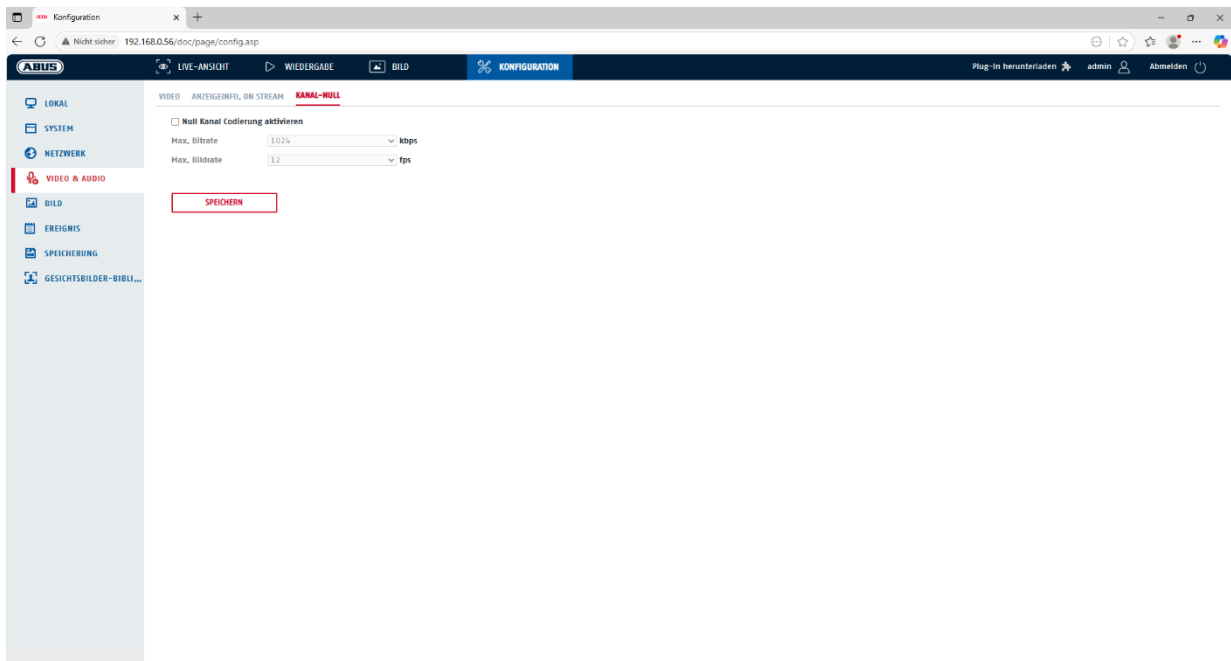 Konfiguration
Nicht sicher 192.168.0.56/doc/page/config.asp
ABUS LIVE-ANSICHT WIEDERGABE BILD KONFIGURATION Plug-In herunterladen admin Abmelden
VIDEO ANZEIGEINFO, ON STREAM KANAL-NULL
LOKAL
SYSTEM
NETZWERK
VIDEO & AUDIO
BILD
EREIGNIS
SPEICHERUNG
GESICHTSBILDER-BIBLI...
Null Kanal Codierung aktivieren
Max. Bitrate 1024 kbps
Max. Bildrate 12 fps
SPEICHERN